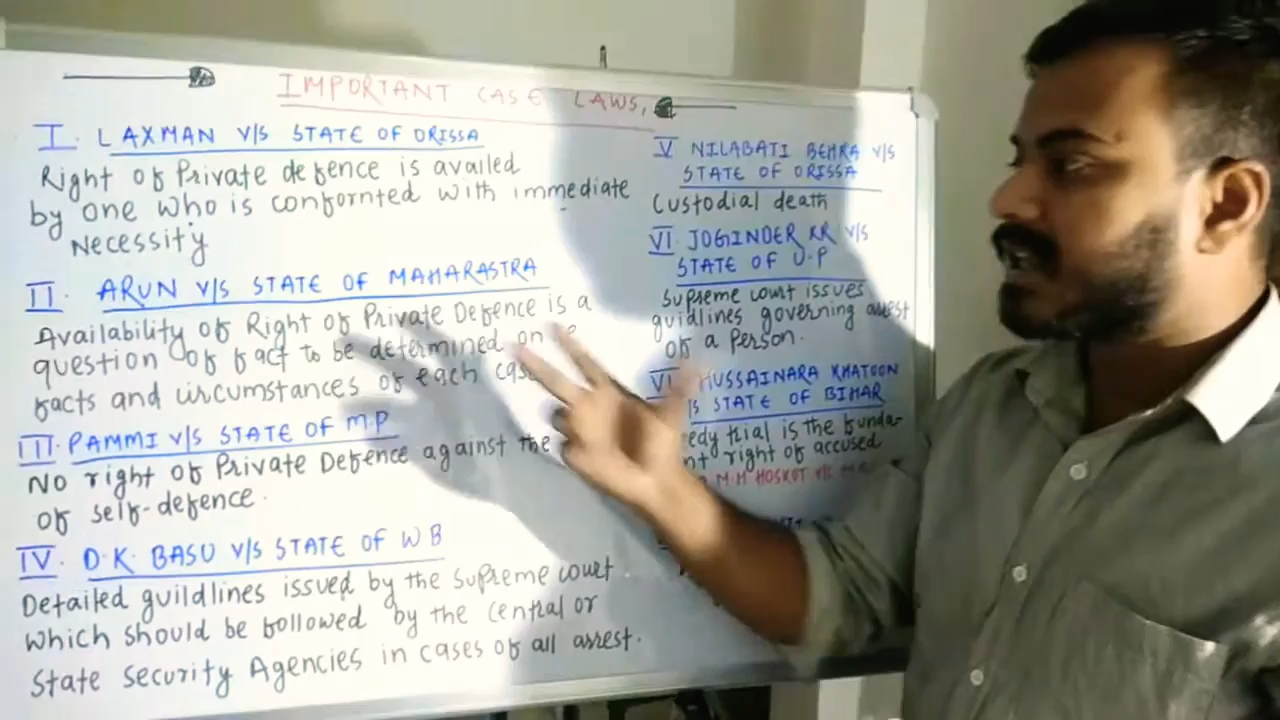 IMPORTANT CASE LAWS,
I. LAXMAN V/S STATE OF ORISSA
Right of Private defence is availed
by one who is confornted with immediate
Necessity
II. ARUN V/S STATE OF MAHARASTRA
Availability of Right of Private Defence is a
question of fact to be determined on
facts and circumstances of each case
III. PAMMI V/S STATE OF M.P
No right of Private Defence against the
of self-defence.
IV. D.K. BASU V/S STATE OF W B
Detailed guildlines issued by the Supreme court
which should be followed by the central or
State Security Agencies in cases of all arrest.
V NILABATI BEHRA V/S
STATE OF ORISSA
Custodial death
VI JOGINDER KR V/S
STATE OF U.P
Supreme court issues
guidlines governing arrest
of a Person.
HUSSAINARA KHATOON
STATE OF BIHAR
trial is the funda-
right of accused
M.H HOSKOT V/S